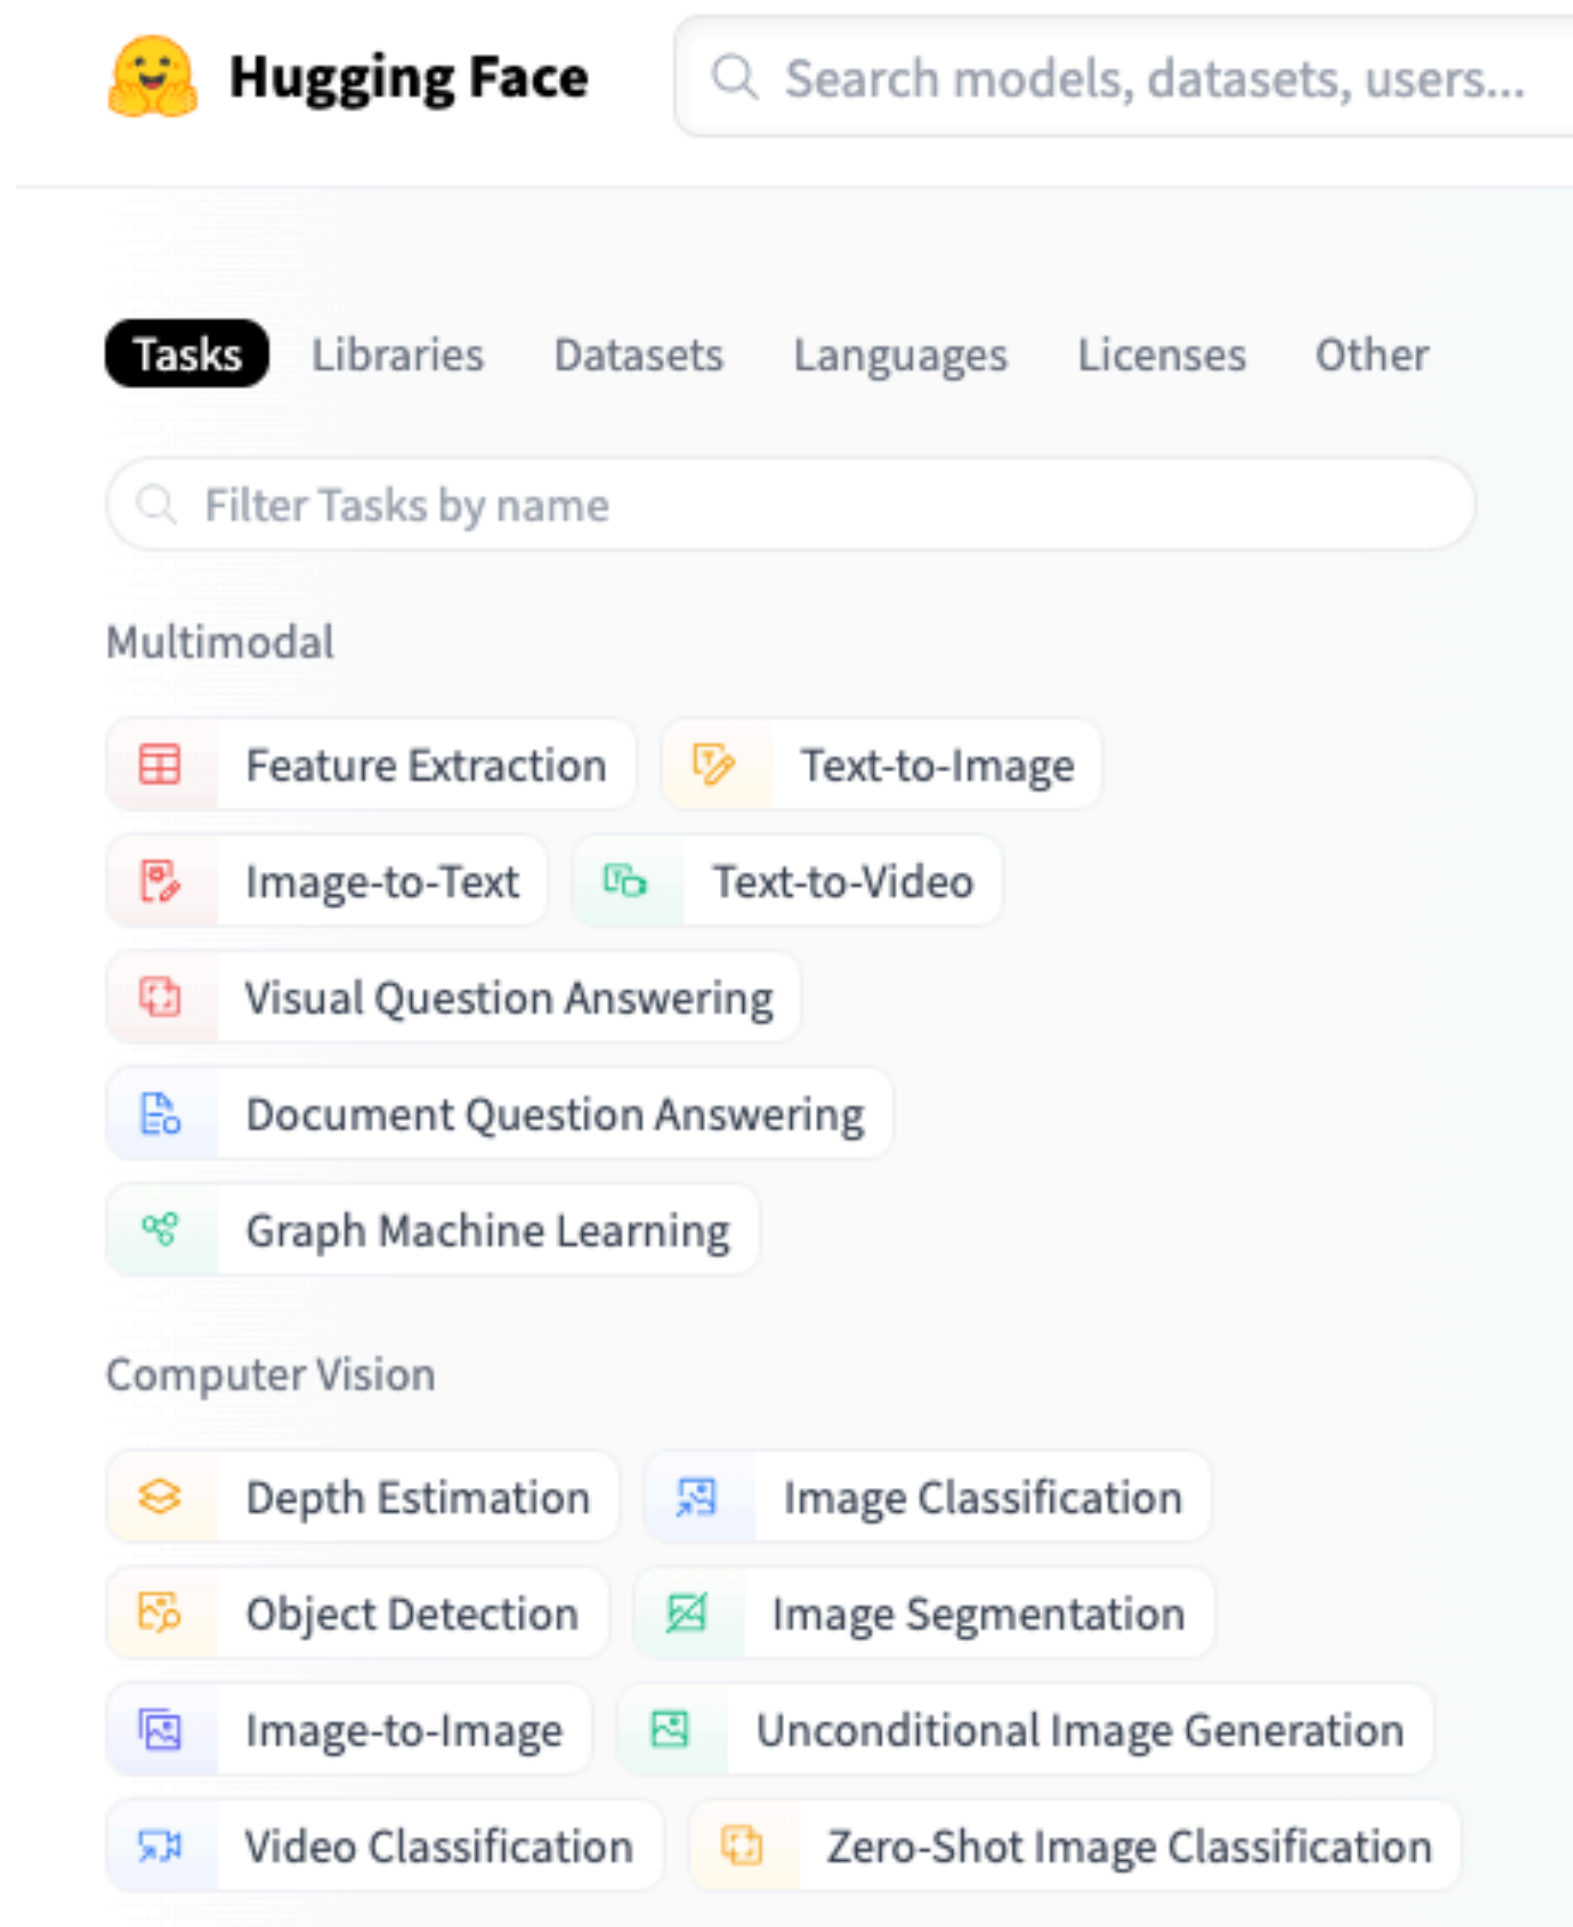 Hugging Face Search models, datasets, users...
Tasks Libraries Datasets Languages Licenses Other
Filter Tasks by name
Multimodal
Feature Extraction Text-to-Image
Image-to-Text Text-to-Video
Visual Question Answering
Document Question Answering
Graph Machine Learning
Computer Vision
Depth Estimation Image Classification
Object Detection Image Segmentation
Image-to-Image Unconditional Image Generation
Video Classification Zero-Shot Image Classification